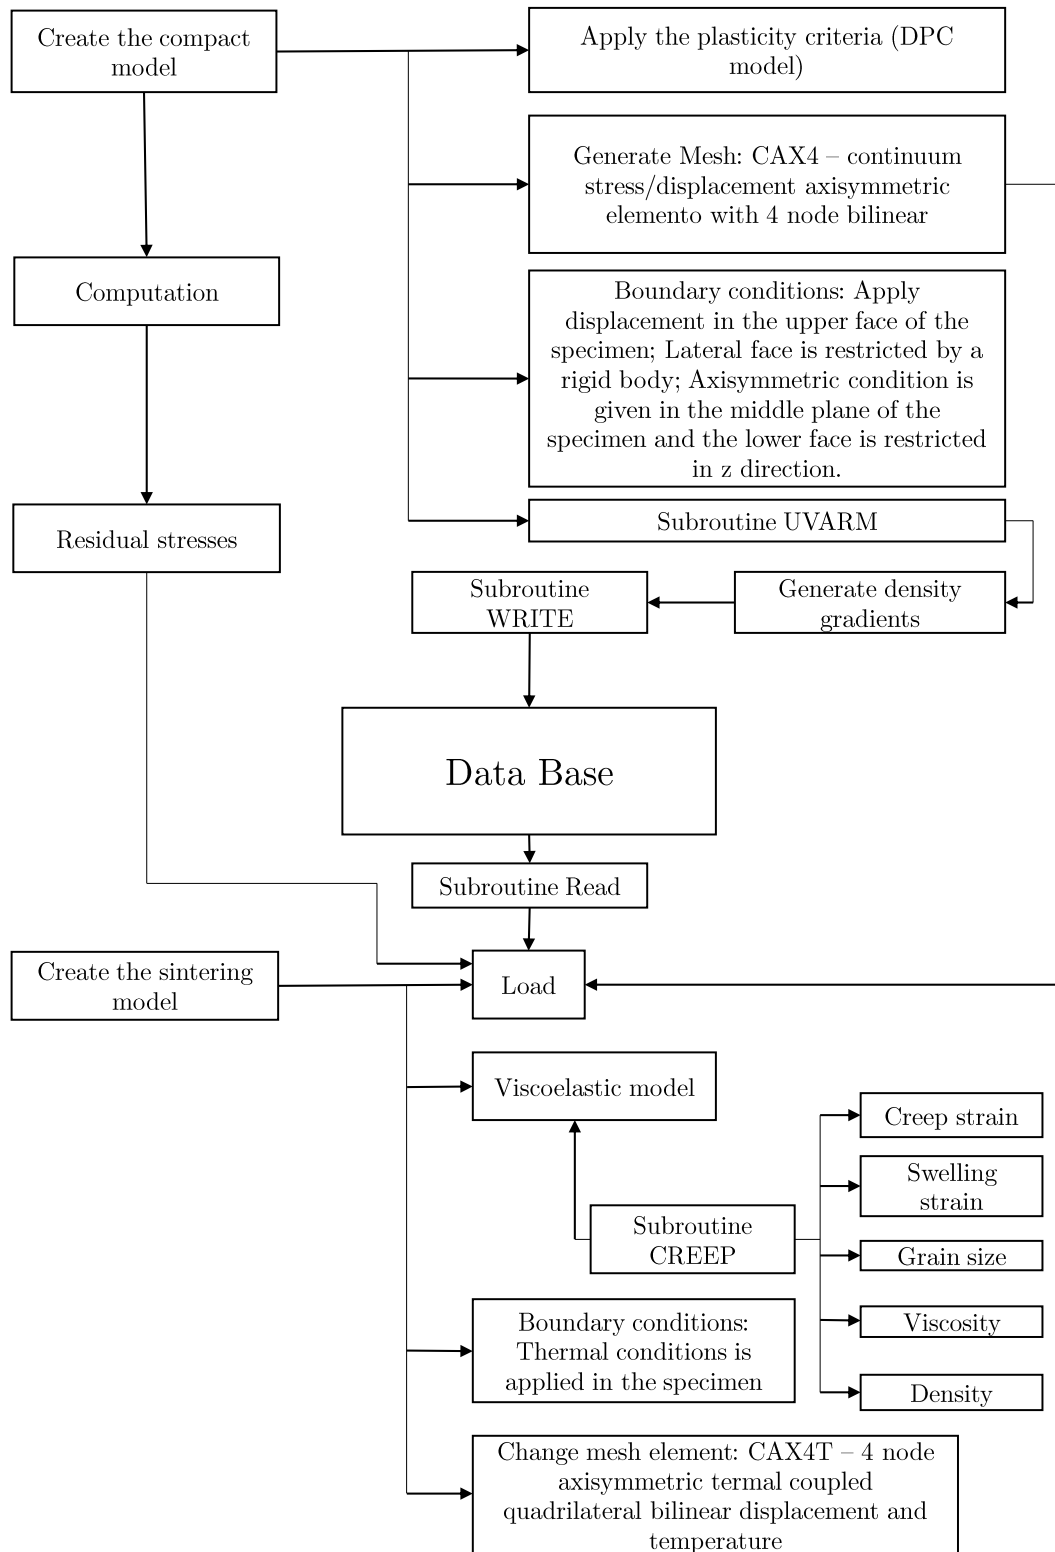 Create the compact
model
Apply the plasticity criteria (DPC
model)
Generate Mesh: CAX4 – continuum
stress/displacement axisymmetric
elemento with 4 node bilinear
Computation
Boundary conditions: Apply
displacement in the upper face of the
specimen; Lateral face is restricted by a
rigid body; Axisymmetric condition is
given in the middle plane of the
specimen and the lower face is restricted
in z direction.
Residual stresses
Subroutine UVARM
Subroutine
WRITE
Generate density
gradients
Data Base
Subroutine Read
Create the sintering
model
Load
Viscoelastic model
Creep strain
Swelling
strain
Subroutine
CREEP
Grain size
Viscosity
Boundary conditions:
Thermal conditions is
applied in the specimen
Density
Change mesh element: CAX4T – 4 node
axisymmetric termal coupled
quadrilateral bilinear displacement and
temperature